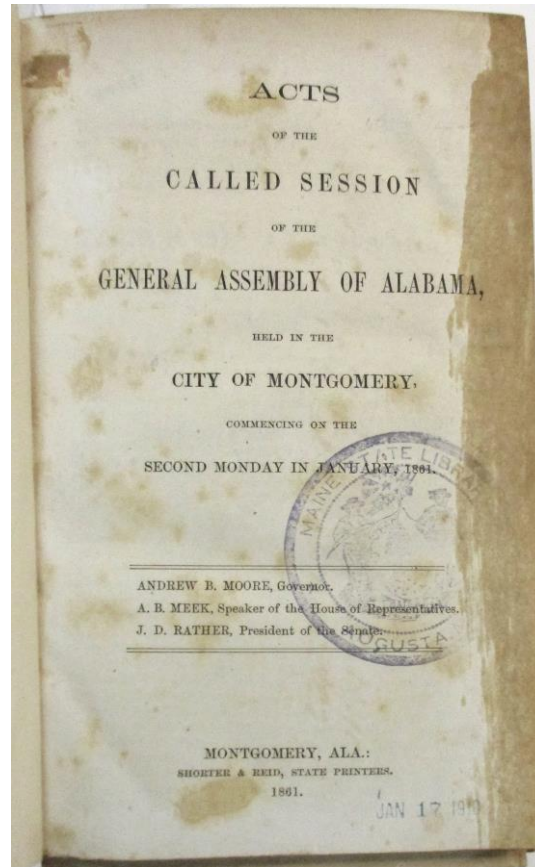 ACTS
OF THE
CALLED SESSION
OF THE
GENERAL ASSEMBLY OF ALABAMA,
HELD IN THE
CITY OF MONTGOMERY,
COMMENCING ON THE
SECOND MONDAY IN JANUARY, 1861.
MAINE STATE LIBRARY
ANDREW B. MOORE, Governor.
A. B. MEEK, Speaker of the House of Representatives.
J. D. RATHER, President of the Senate.
AUGUSTA
MONTGOMERY, ALA.:
SHORTER & REID, STATE PRINTERS.
1861.
JAN 17